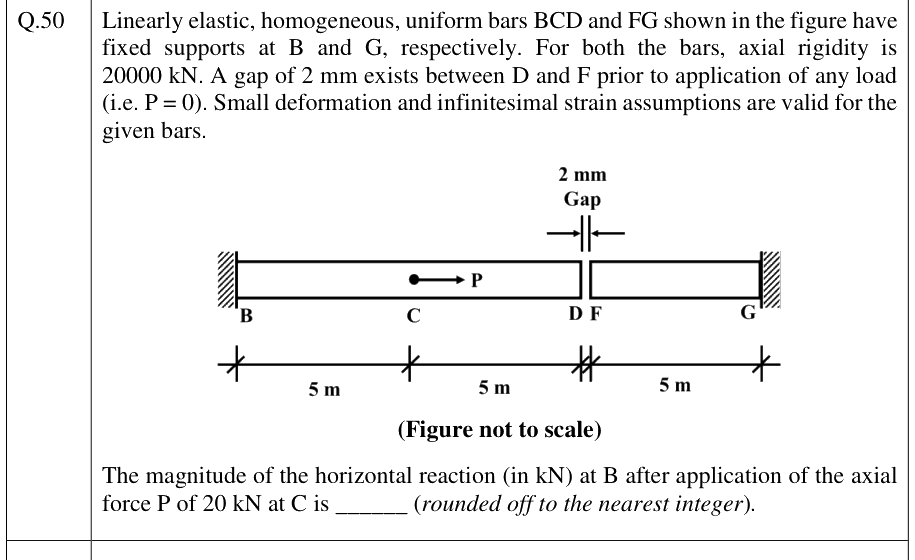 Q.50
Linearly elastic, homogeneous, uniform bars BCD and FG shown in the figure have
fixed supports at B and G, respectively. For both the bars, axial rigidity is
20000 kN. A gap of 2 mm exists between D and F prior to application of any load
(i.e. P = 0). Small deformation and infinitesimal strain assumptions are valid for the
given bars.
2 mm
Gap
P
B C D F G
5 m 5 m 5 m
(Figure not to scale)
The magnitude of the horizontal reaction (in kN) at B after application of the axial
force P of 20 kN at C is ______ (rounded off to the nearest integer).